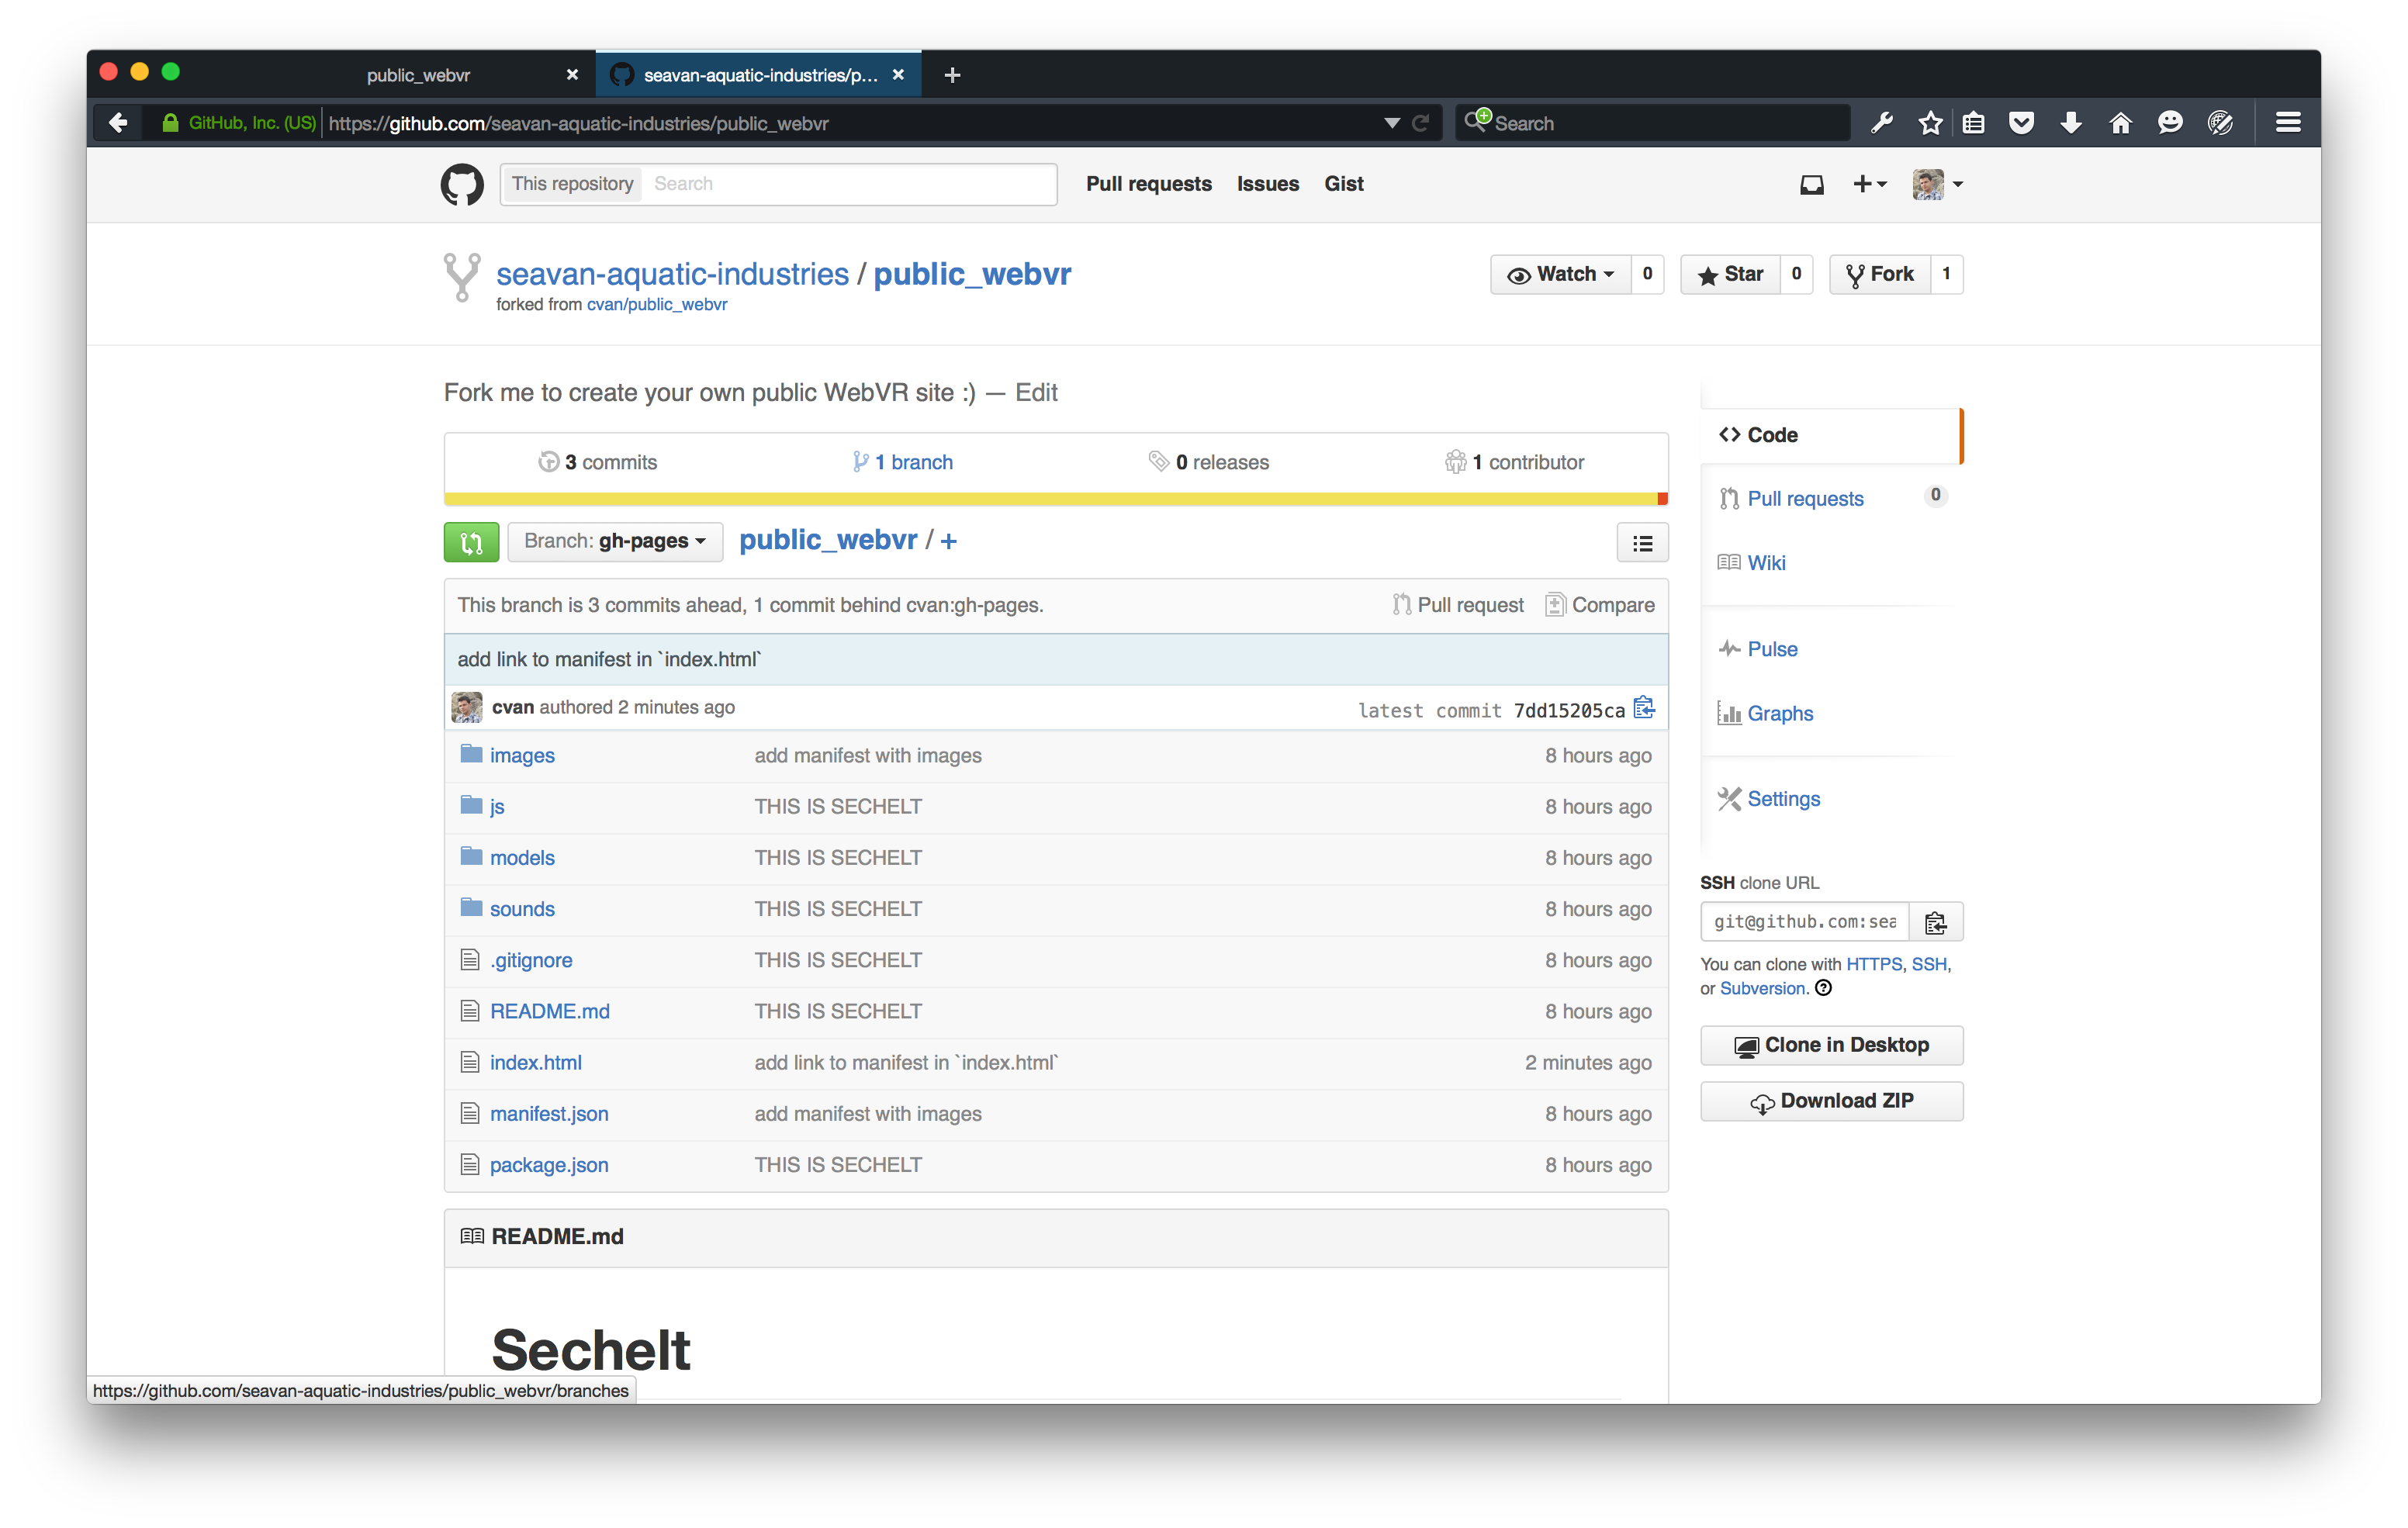 public_webvr
seavan-aquatic-industries/p...
GitHub, Inc. (US) https://github.com/seavan-aquatic-industries/public_webvr
Search
This repository Search
Pull requests Issues Gist
seavan-aquatic-industries / public_webvr
forked from cvan/public_webvr
Watch 0 Star 0 Fork 1
Fork me to create your own public WebVR site :) — Edit
3 commits 1 branch 0 releases 1 contributor
Branch: gh-pages public_webvr / +
This branch is 3 commits ahead, 1 commit behind cvan:gh-pages. Pull request Compare
add link to manifest in `index.html`
cvan authored 2 minutes ago latest commit 7dd15205ca
images add manifest with images 8 hours ago
js THIS IS SECHELT 8 hours ago
models THIS IS SECHELT 8 hours ago
sounds THIS IS SECHELT 8 hours ago
.gitignore THIS IS SECHELT 8 hours ago
README.md THIS IS SECHELT 8 hours ago
index.html add link to manifest in `index.html` 2 minutes ago
manifest.json add manifest with images 8 hours ago
package.json THIS IS SECHELT 8 hours ago
README.md
Sechelt
Code
Pull requests 0
Wiki
Pulse
Graphs
Settings
SSH clone URL
git@github.com:sea
You can clone with HTTPS, SSH,
or Subversion.
Clone in Desktop
Download ZIP
https://github.com/seavan-aquatic-industries/public_webvr/branches